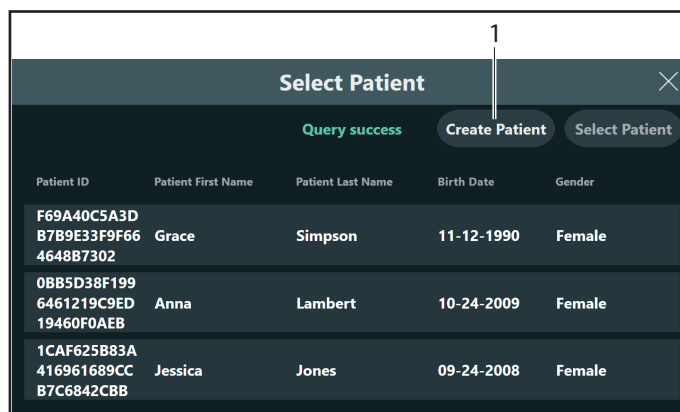 1
Select Patient
Query success Create Patient Select Patient
Patient ID Patient First Name Patient Last Name Birth Date Gender
F69A40C5A3D
B7B9E33F9F66 Grace Simpson 11-12-1990 Female
4648B7302
0BB5D38F199
6461219C9ED Anna Lambert 10-24-2009 Female
19460F0AEB
1CAF625B83A
416961689CC Jessica Jones 09-24-2008 Female
B7C6842CBB